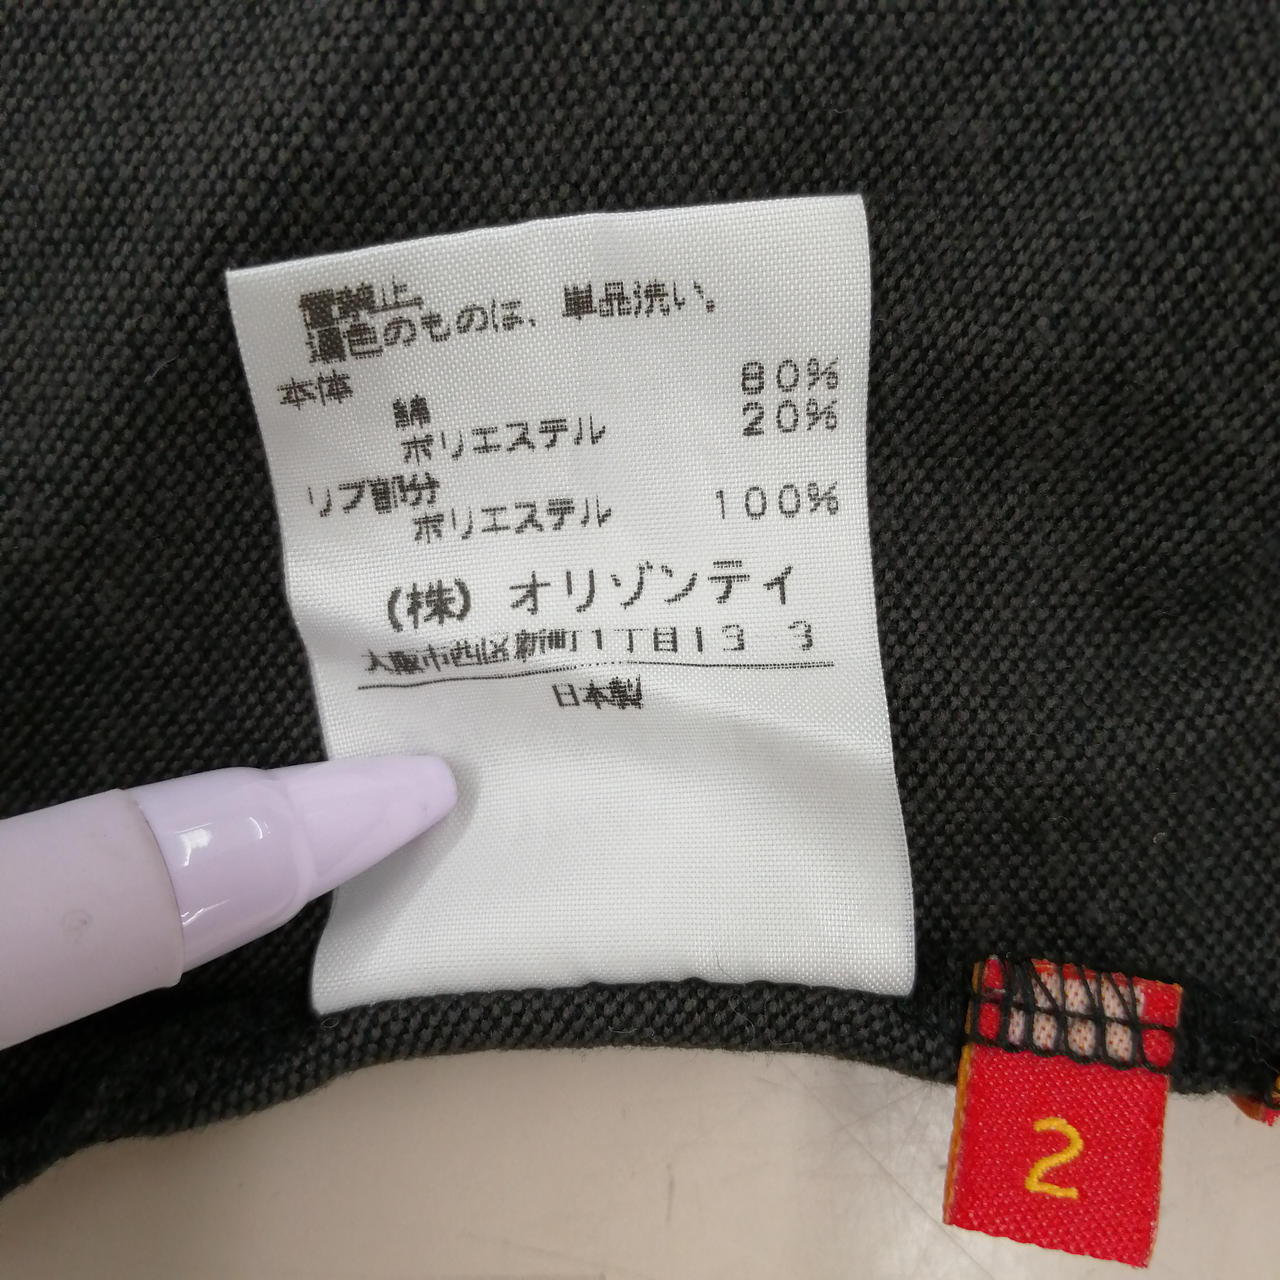 濃色のものは、単品洗い。
本体
綿 80%
ポリエステル 20%
リブ部分
ポリエステル 100%
(株) オリゾンティ
大阪市西区新町1丁目13 3
日本製
2